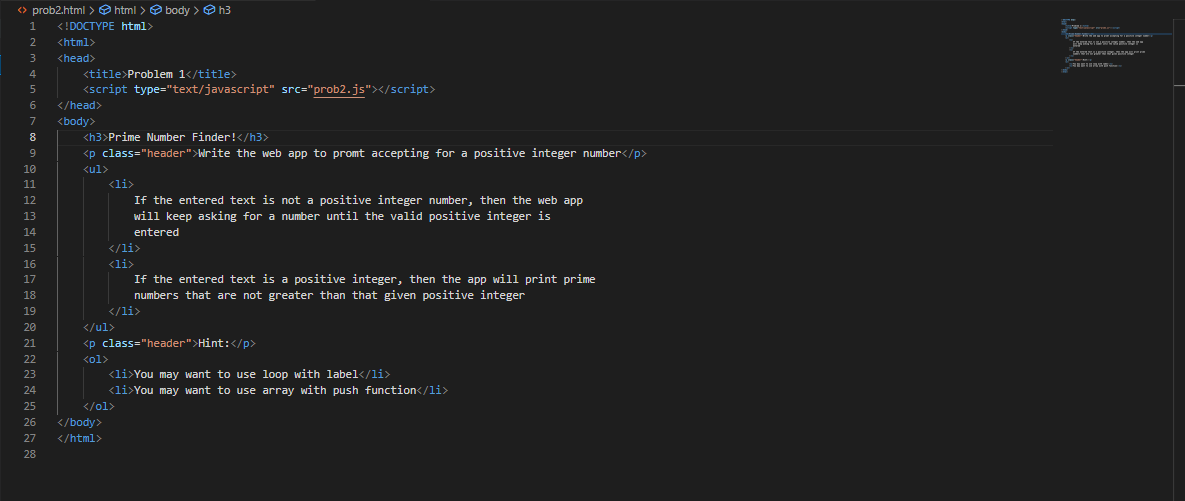 prob2.html > html > body > h3
1 <!DOCTYPE html>
2 <html>
3 <head>
4 <title>Problem 1</title>
5 <script type="text/javascript" src="prob2.js"></script>
6 </head>
7 <body>
8 <h3>Prime Number Finder!</h3>
9 <p class="header">Write the web app to promt accepting for a positive integer number</p>
10 <ul>
11 <li>
12 If the entered text is not a positive integer number, then the web app
13 will keep asking for a number until the valid positive integer is
14 entered
15 </li>
16 <li>
17 If the entered text is a positive integer, then the app will print prime
18 numbers that are not greater than that given positive integer
19 </li>
20 </ul>
21 <p class="header">Hint:</p>
22 <ol>
23 <li>You may want to use loop with label</li>
24 <li>You may want to use array with push function</li>
25 </ol>
26 </body>
27 </html>
28